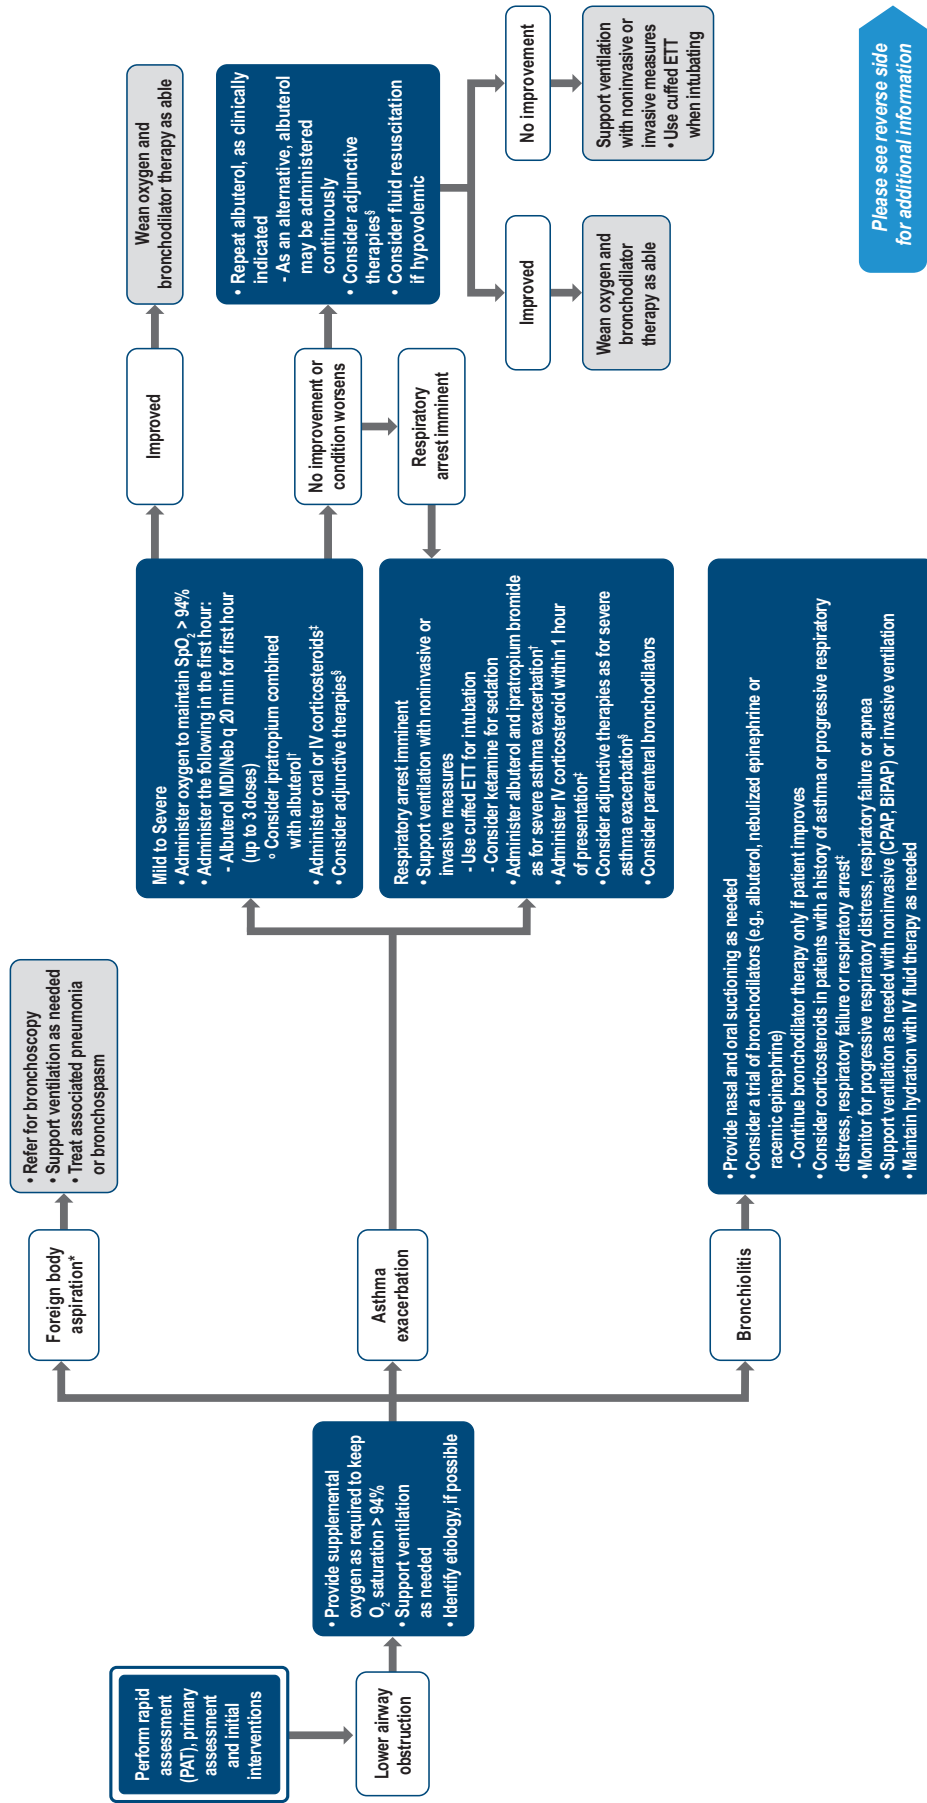 Perform rapid
assessment
(PAT), primary
assessment
and initial
interventions
Lower airway
obstruction
• Provide supplemental
oxygen as required to keep
O₂ saturation > 94%
• Support ventilation
as needed
• Identify etiology, if possible
Foreign body
aspiration*
• Refer for bronchoscopy
• Support ventilation as needed
• Treat associated pneumonia
or bronchospasm
Asthma
exacerbation
Mild to Severe
• Administer oxygen to maintain SpO₂ > 94%
• Administer the following in the first hour:
- Albuterol MDI/Neb q 20 min for first hour
(up to 3 doses)
° Consider ipratropium combined
with albuterol†
• Administer oral or IV corticosteroids‡
• Consider adjunctive therapies§
Improved
Wean oxygen and
bronchodilator therapy as able
No improvement or
condition worsens
• Repeat albuterol, as clinically
indicated
- As an alternative, albuterol
may be administered
continuously
• Consider adjunctive
therapies§
• Consider fluid resuscitation
if hypovolemic
Respiratory
arrest imminent
Respiratory arrest imminent
• Support ventilation with noninvasive or
invasive measures
- Use cuffed ETT for intubation
- Consider ketamine for sedation
• Administer albuterol and ipratropium bromide
as for severe asthma exacerbation†
• Administer IV corticosteroid within 1 hour
of presentation‡
• Consider adjunctive therapies as for severe
asthma exacerbation§
• Consider parenteral bronchodilators
Improved
Wean oxygen and
bronchodilator
therapy as able
No improvement
Support ventilation
with noninvasive or
invasive measures
• Use cuffed ETT
when intubating
Bronchiolitis
• Provide nasal and oral suctioning as needed
• Consider a trial of bronchodilators (e.g., albuterol, nebulized epinephrine or
racemic epinephrine)
- Continue bronchodilator therapy only if patient improves
• Consider corticosteroids in patients with a history of asthma or progressive respiratory
distress, respiratory failure or respiratory arrest‡
• Monitor for progressive respiratory distress, respiratory failure or apnea
• Support ventilation as needed with noninvasive (CPAP, BiPAP) or invasive ventilation
• Maintain hydration with IV fluid therapy as needed
Please see reverse side
for additional information